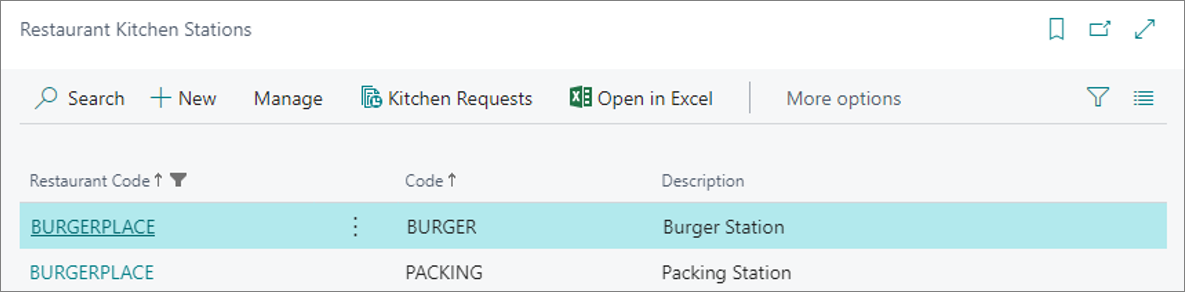 Restaurant Kitchen Stations
Search New Manage Kitchen Requests Open in Excel More options
Restaurant Code Code Description
BURGERPLACE BURGER Burger Station
BURGERPLACE PACKING Packing Station